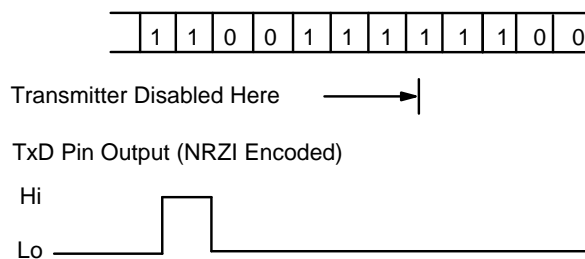 1 1 0 0 1 1 1 1 1 1 0 0
Transmitter Disabled Here
TxD Pin Output (NRZI Encoded)
Hi
Lo